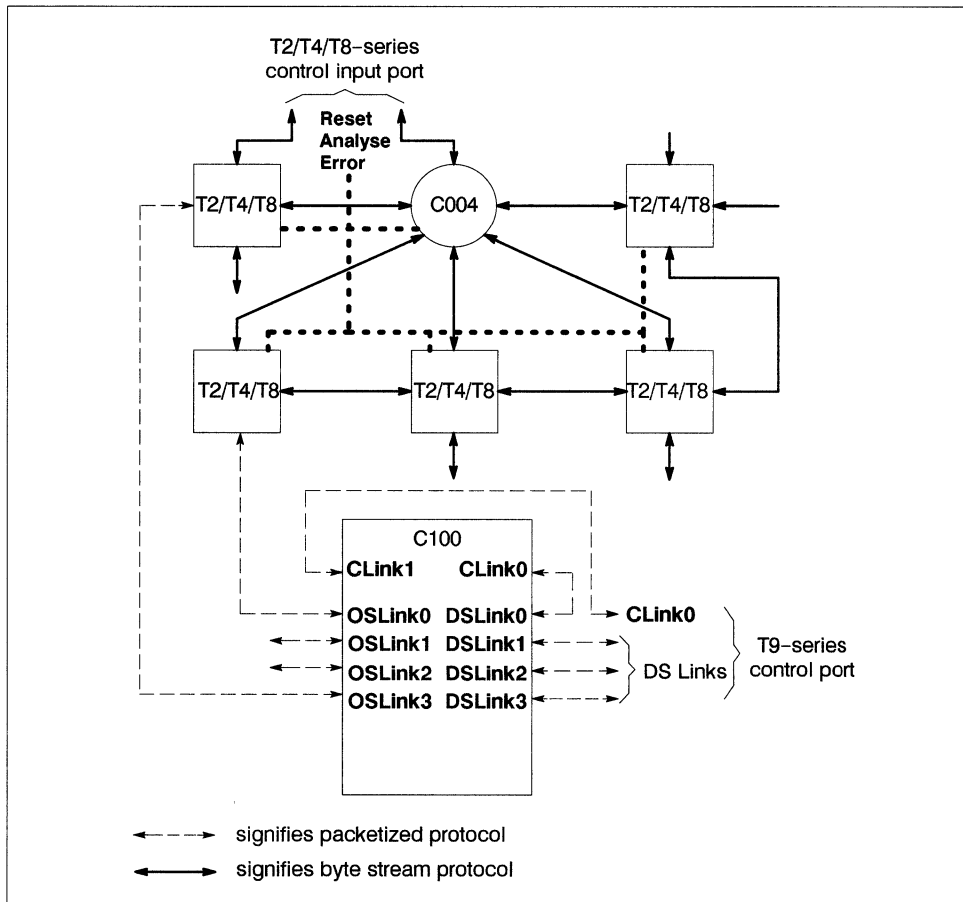 T2/T4/T8–series
control input port
Reset
Analyse
Error
T2/T4/T8
C004
T2/T4/T8
T2/T4/T8
T2/T4/T8
T2/T4/T8
C100
CLink1 CLink0
OSLink0 DSLink0 CLink0
OSLink1 DSLink1
OSLink2 DSLink2 DS Links
OSLink3 DSLink3
T9–series
control port
signifies packetized protocol
signifies byte stream protocol